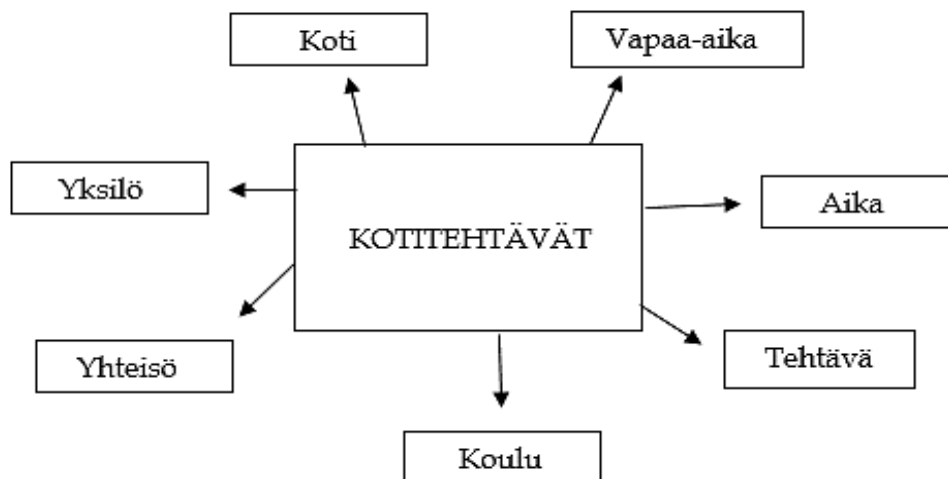 Koti
Vapaa-aika
Yksilö
Aika
KOTITEHTÄVÄT
Yhteisö
Tehtävä
Koulu